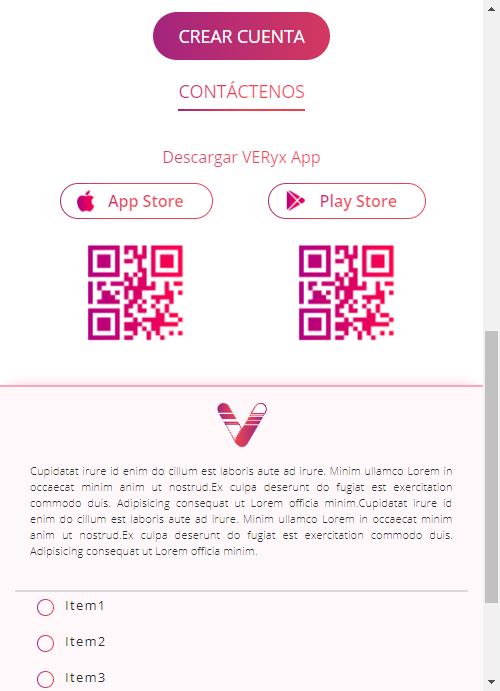 CREAR CUENTA
CONTÁCTENOS
Descargar VERyx App
App Store
Play Store
Cupidatat irure id enim do cillum est laboris aute ad irure. Minim ullamco Lorem in
occaecat minim anim ut nostrud.Ex culpa deserunt do fugiat est exercitation
commodo duis. Adipisicing consequat ut Lorem officia minim.Cupidatat irure id
enim do cillum est laboris aute ad irure. Minim ullamco Lorem in occaecat minim
anim ut nostrud.Ex culpa deserunt do fugiat est exercitation commodo duis.
Adipisicing consequat ut Lorem officia minim.
Item1
Item2
Item3